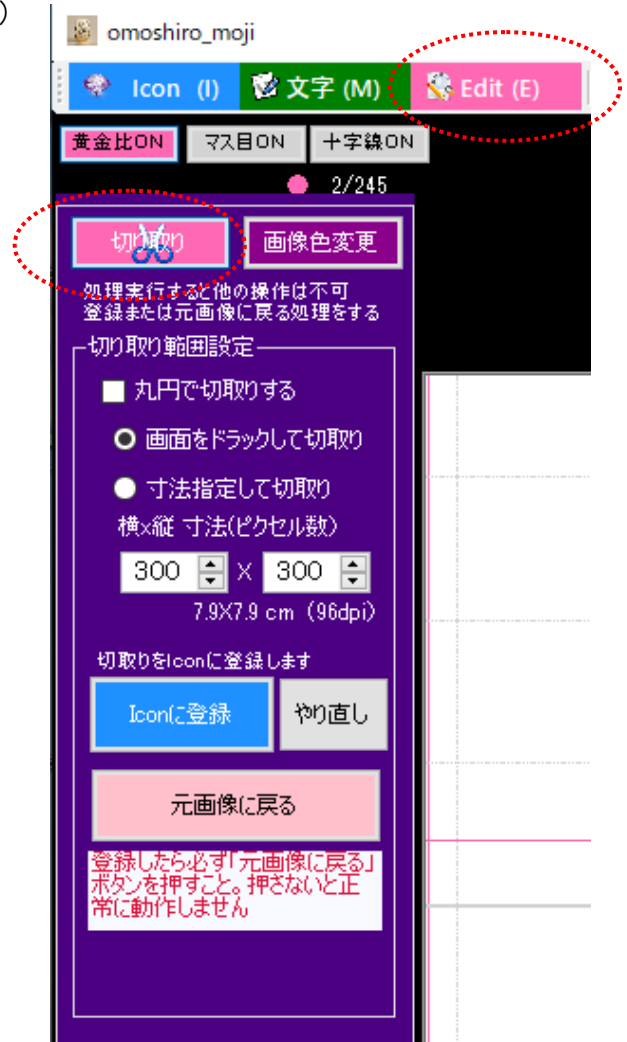 )
omoshiro_moji
Icon (I) 文字 (M) Edit (E)
黄金比ON マス目ON 十字線ON
2/245
切り取り 画像色変更
処理実行すると他の操作は不可
登録または元画像に戻る処理をする
切り取り範囲設定
丸円で切取りする
画面をドラックして切取り
寸法指定して切取り
横x縦 寸法(ピクセル数)
300 X 300
7.9X7.9 cm (96dpi)
切取りをIconに登録します
Iconに登録 やり直し
元画像に戻る
登録したら必ず「元画像に戻る」
ボタンを押すこと。押さないと正
常に動作しません